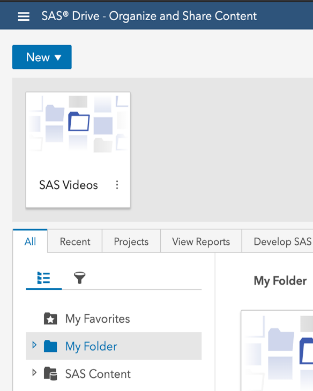 SAS® Drive - Organize and Share Content
New
SAS Videos
All Recent Projects View Reports Develop SAS
My Favorites
My Folder
My Folder
SAS Content